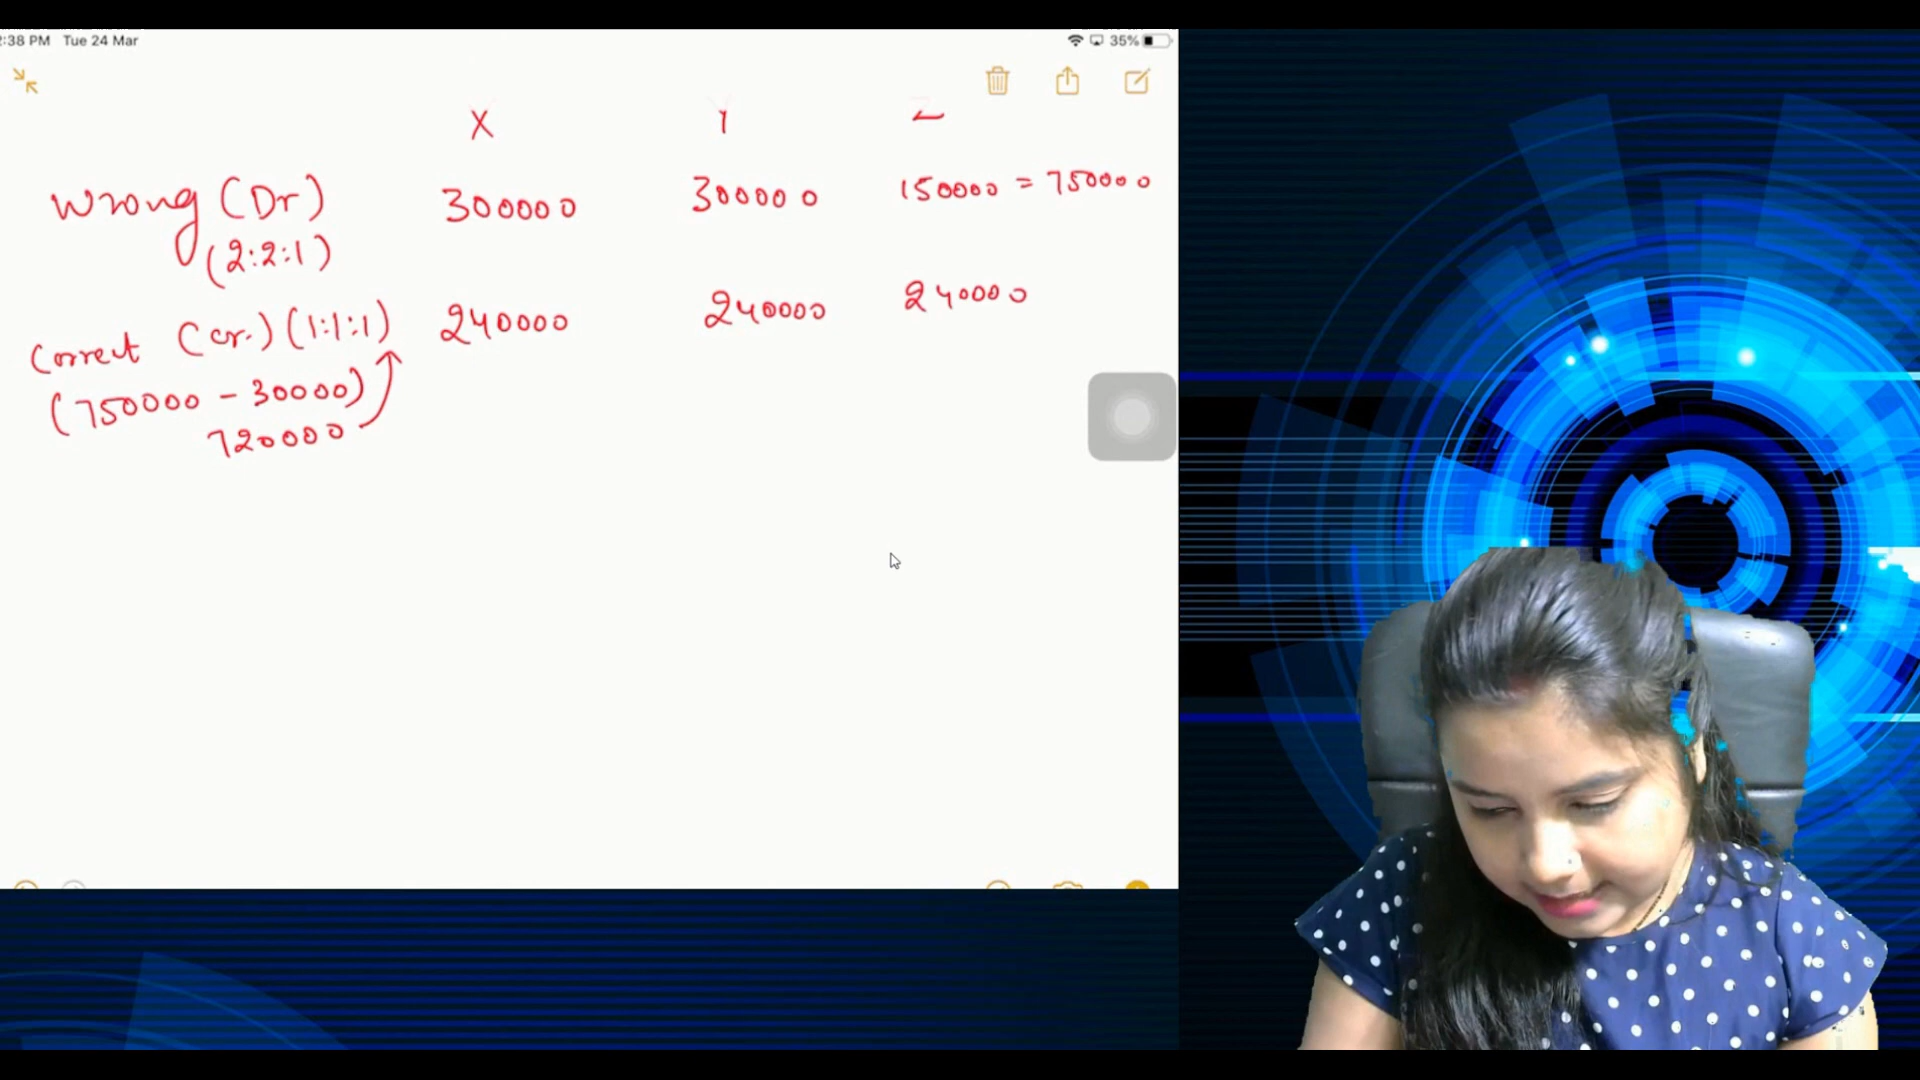 2:38 PM Tue 24 Mar 35%
X Y Z
Wrong (Dr) 300000 300000 150000 = 750000
(2:2:1)
Correct (cr.) (1:1:1) 240000 240000 240000
(750000 - 30000)
720000